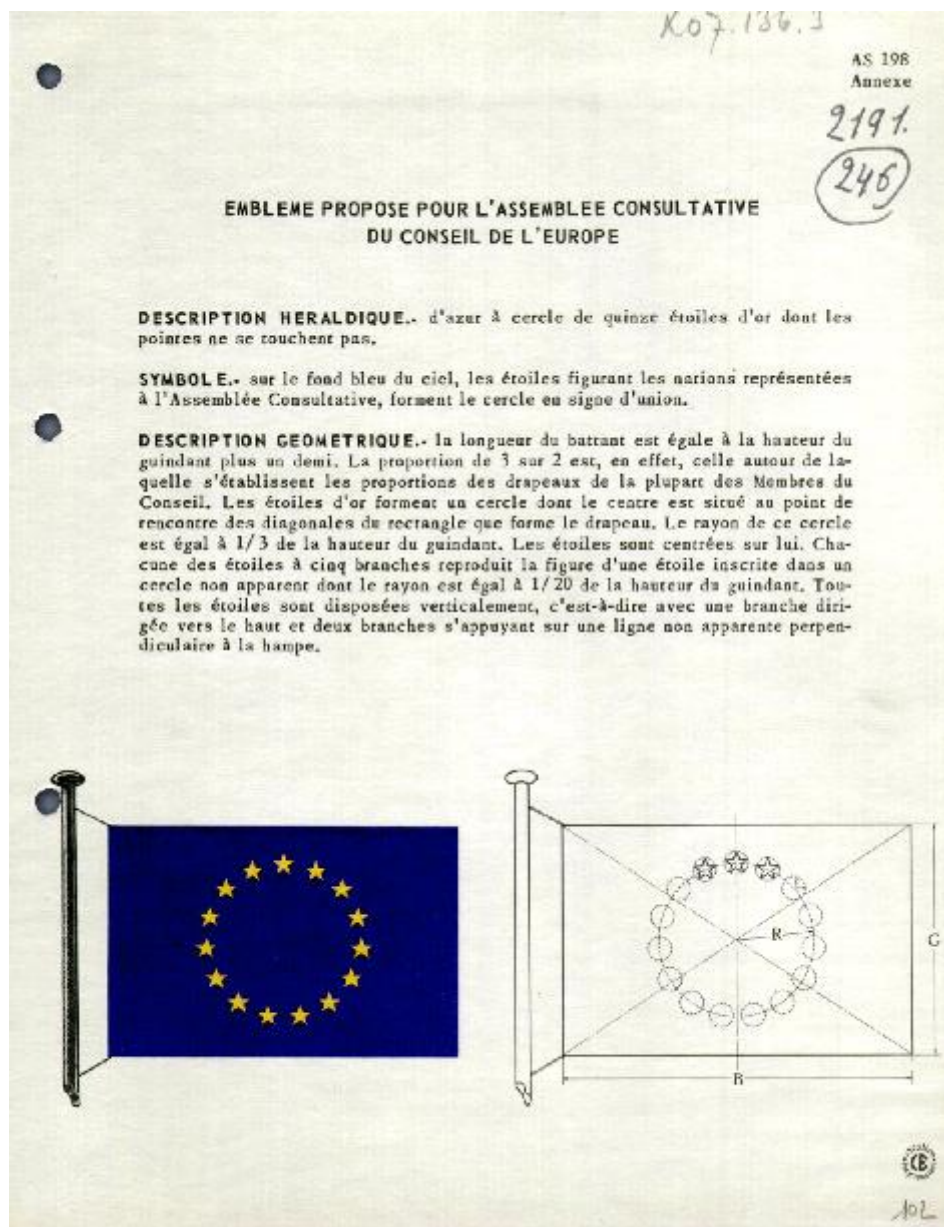 K07.136.3
AS 198
Annexe
2191.
246
EMBLEME PROPOSE POUR L'ASSEMBLEE CONSULTATIVE
DU CONSEIL DE L'EUROPE
DESCRIPTION HERALDIQUE.- d'azur à cercle de quinze étoiles d'or dont les
pointes ne se touchent pas.
SYMBOLE.- sur le fond bleu du ciel, les étoiles figurant les nations représentées
à l'Assemblée Consultative, forment le cercle en signe d'union.
DESCRIPTION GEOMETRIQUE.- la longueur du battant est égale à la hauteur du
guindant plus un demi. La proportion de 3 sur 2 est, en effet, celle autour de la-
quelle s'établissent les proportions des drapeaux de la plupart des Membres du
Conseil. Les étoiles d'or forment un cercle dont le centre est situé au point de
rencontre des diagonales du rectangle que forme le drapeau. Le rayon de ce cercle
est égal à 1/3 de la hauteur du guindant. Les étoiles sont centrées sur lui. Cha-
cune des étoiles à cinq branches reproduit la figure d'une étoile inscrite dans un
cercle non apparent dont le rayon est égal à 1/20 de la hauteur du guindant. Tou-
tes les étoiles sont disposées verticalement, c'est-à-dire avec une branche diri-
gée vers le haut et deux branches s'appuyant sur une ligne non apparente perpen-
diculaire à la hampe.
R
G
B
CE
102